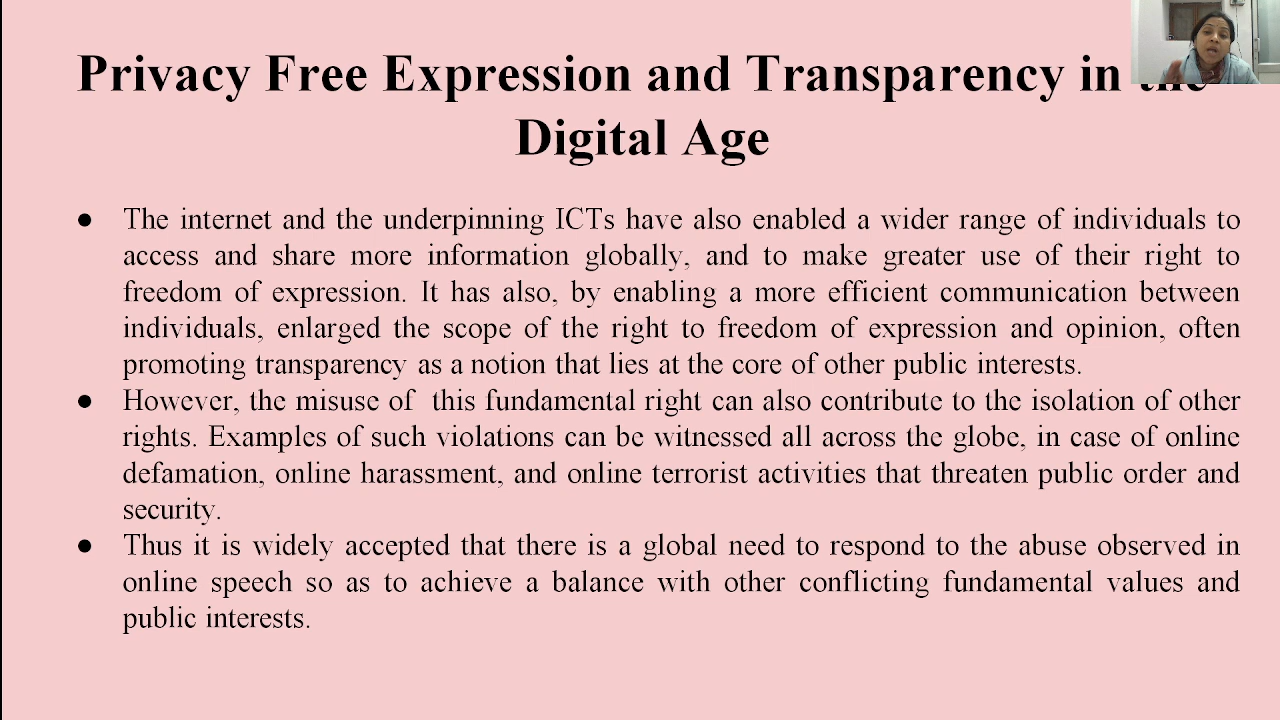 Privacy Free Expression and Transparency in the
Digital Age
● The internet and the underpinning ICTs have also enabled a wider range of individuals to
access and share more information globally, and to make greater use of their right to
freedom of expression. It has also, by enabling a more efficient communication between
individuals, enlarged the scope of the right to freedom of expression and opinion, often
promoting transparency as a notion that lies at the core of other public interests.
● However, the misuse of this fundamental right can also contribute to the isolation of other
rights. Examples of such violations can be witnessed all across the globe, in case of online
defamation, online harassment, and online terrorist activities that threaten public order and
security.
● Thus it is widely accepted that there is a global need to respond to the abuse observed in
online speech so as to achieve a balance with other conflicting fundamental values and
public interests.